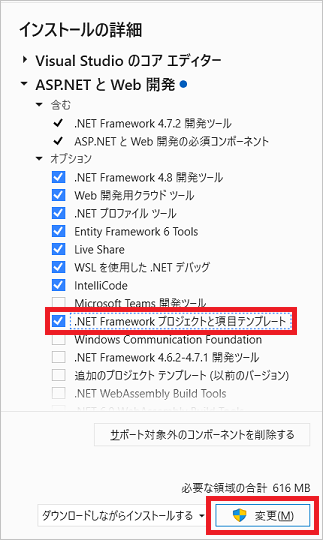 インストールの詳細
Visual Studio のコア エディター
ASP.NET と Web 開発
含む
.NET Framework 4.7.2 開発ツール
ASP.NET と Web 開発の必須コンポーネント
オプション
.NET Framework 4.8 開発ツール
Web 開発用クラウド ツール
.NET プロファイル ツール
Entity Framework 6 Tools
Live Share
WSL を使用した .NET デバッグ
IntelliCode
Microsoft Teams 開発ツール
.NET Framework プロジェクトと項目テンプレート
Windows Communication Foundation
.NET Framework 4.6.2-4.7.1 開発ツール
追加のプロジェクト テンプレート (以前のバージョン)
.NET WebAssembly Build Tools
サポート対象外のコンポーネントを削除する
必要な領域の合計 616 MB
ダウンロードしながらインストールする
変更(M)